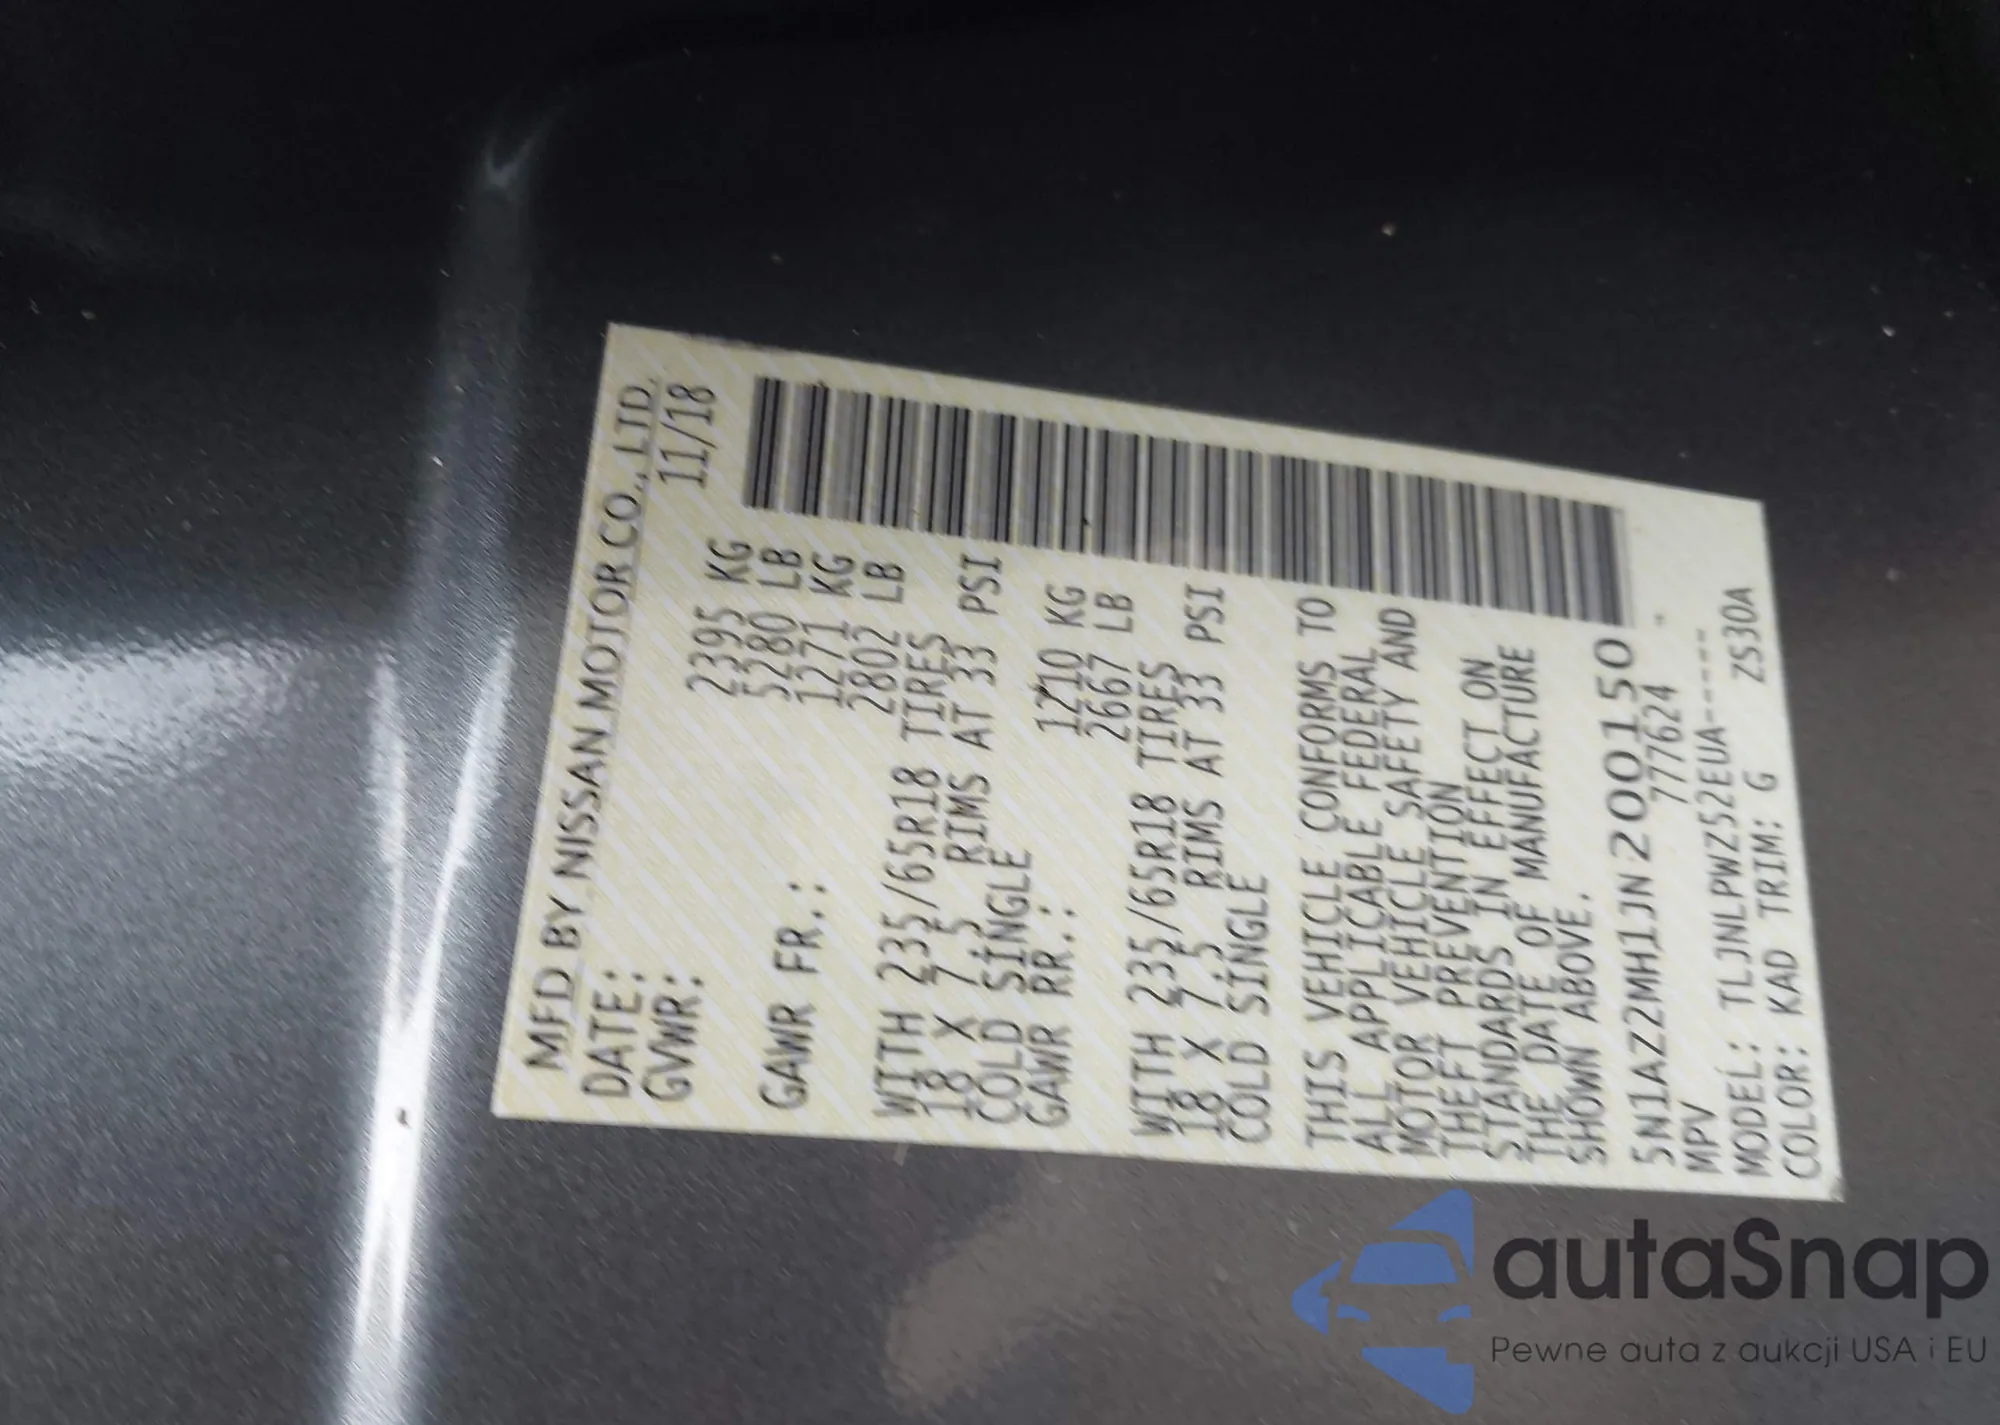 MFD BY NISSAN MOTOR CO., LTD.
DATE: 11/18
GVWR: 2395 KG
5280 LB
GAWR FR.: 1271 KG
2802 LB
WITH 235/65R18 TIRES
18 X 7.5 RIMS AT 33 PSI
COLD SINGLE
GAWR RR.: 1210 KG
2667 LB
WITH 235/65R18 TIRES
18 X 7.5 RIMS AT 33 PSI
COLD SINGLE
THIS VEHICLE CONFORMS TO
ALL APPLICABLE FEDERAL
MOTOR VEHICLE SAFETY AND
THEFT PREVENTION
STANDARDS IN EFFECT ON
THE DATE OF MANUFACTURE
SHOWN ABOVE.
5N1AZ2MH1JN200150
MPV 777624
MODEL: TLJNLPWZ52EUA-----
COLOR: KAD TRIM: G ZS30A
autaSnap
Pewne auta z aukcji USA i EU